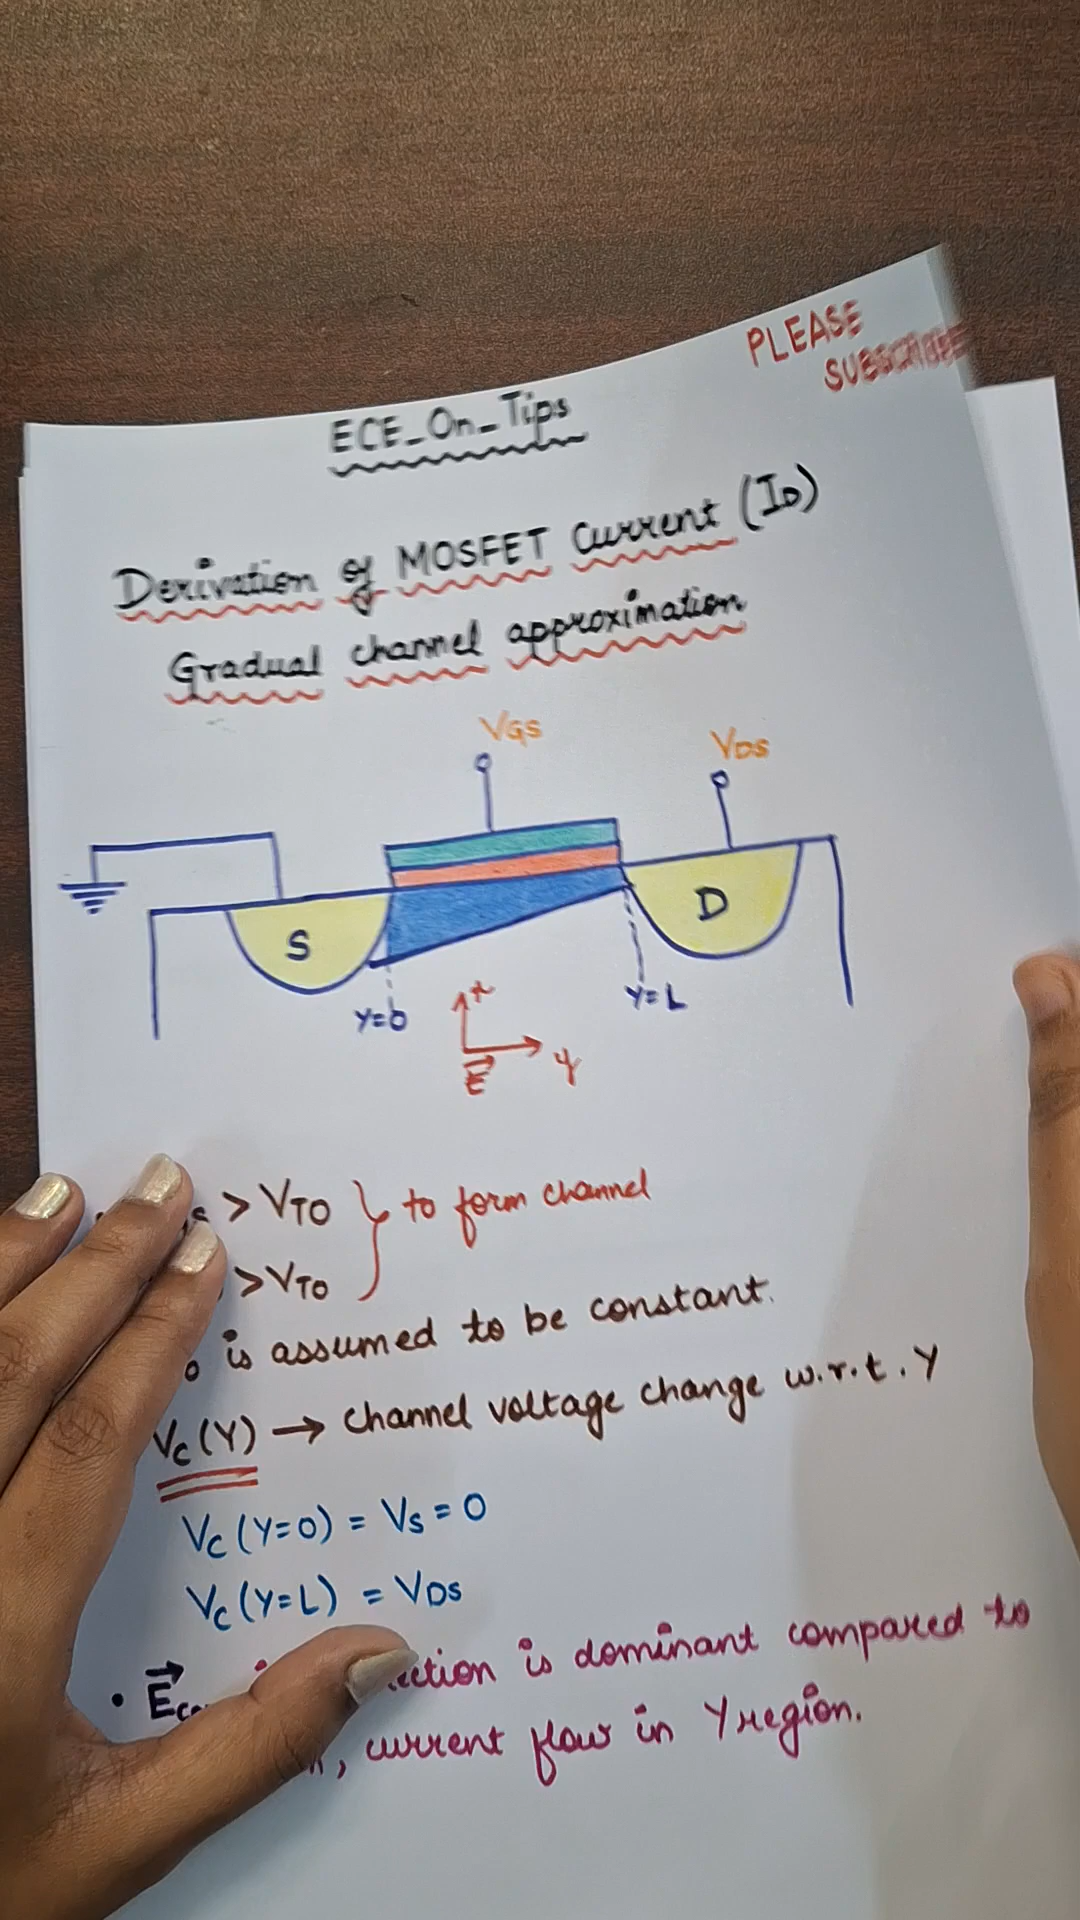 PLEASE
SUBSCRIBE
ECE_On_Tips
Derivation of MOSFET Current (ID)
Gradual channel approximation
VGS
VDS
S
D
Y=0
Y=L
x
E
y
> VTO } to form channel
> VTO
is assumed to be constant.
Vc(Y) → Channel voltage change w.r.t. Y
Vc (Y=0) = Vs = 0
Vc (Y=L) = VDS
• E is dominant compared to
, current flow in Y region.